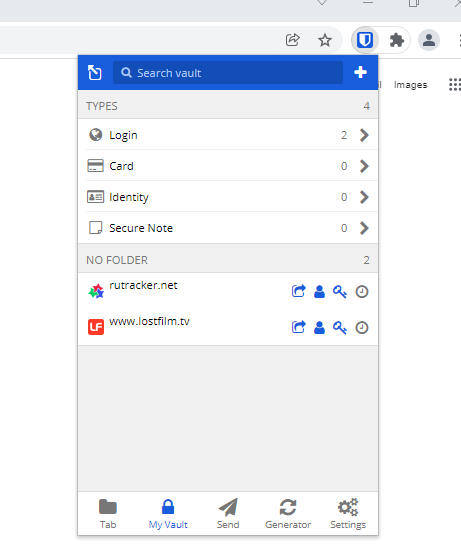 Search vault
Images
TYPES 4
Login 2
Card 0
Identity 0
Secure Note 0
NO FOLDER 2
rutracker.net
LF www.lostfilm.tv
Tab My Vault Send Generator Settings